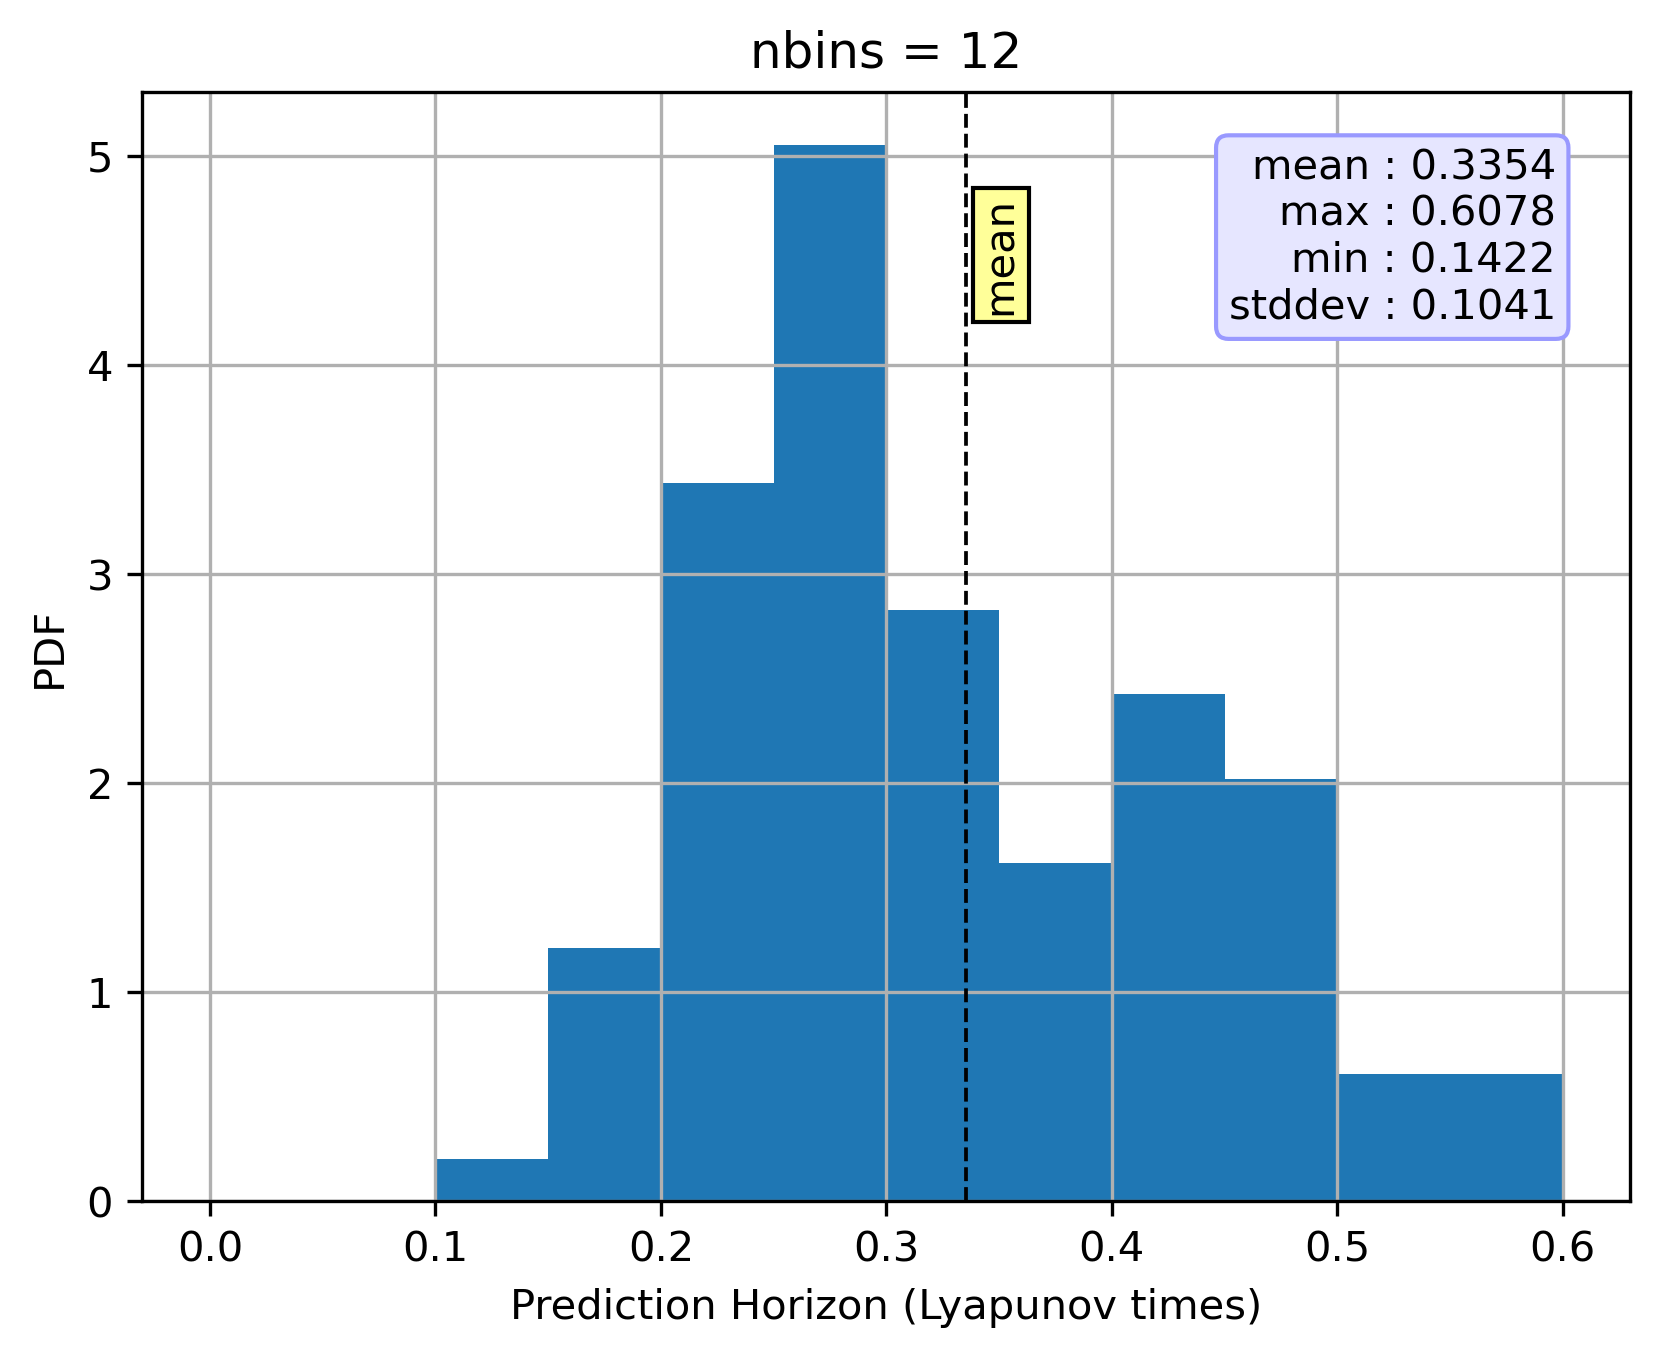 nbins = 12
5
4
3
2
1
0
PDF
mean
mean : 0.3354
max : 0.6078
min : 0.1422
stddev : 0.1041
0.0 0.1 0.2 0.3 0.4 0.5 0.6
Prediction Horizon (Lyapunov times)